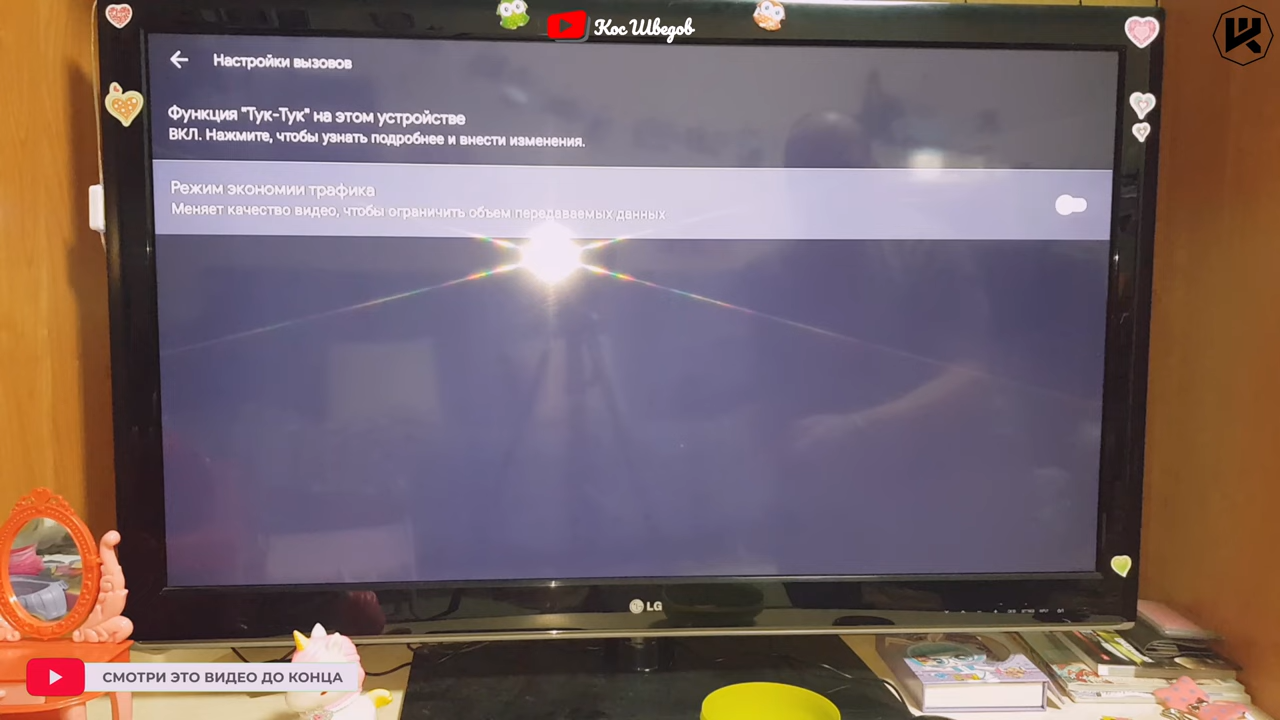 Кос Шведов
Настройки вызовов
Функция "Тук-Тук" на этом устройстве
ВКЛ. Нажмите, чтобы узнать подробнее и внести изменения.
Режим экономии трафика
Меняет качество видео, чтобы ограничить объем передаваемых данных
LG
СМОТРИ ЭТО ВИДЕО ДО КОНЦА